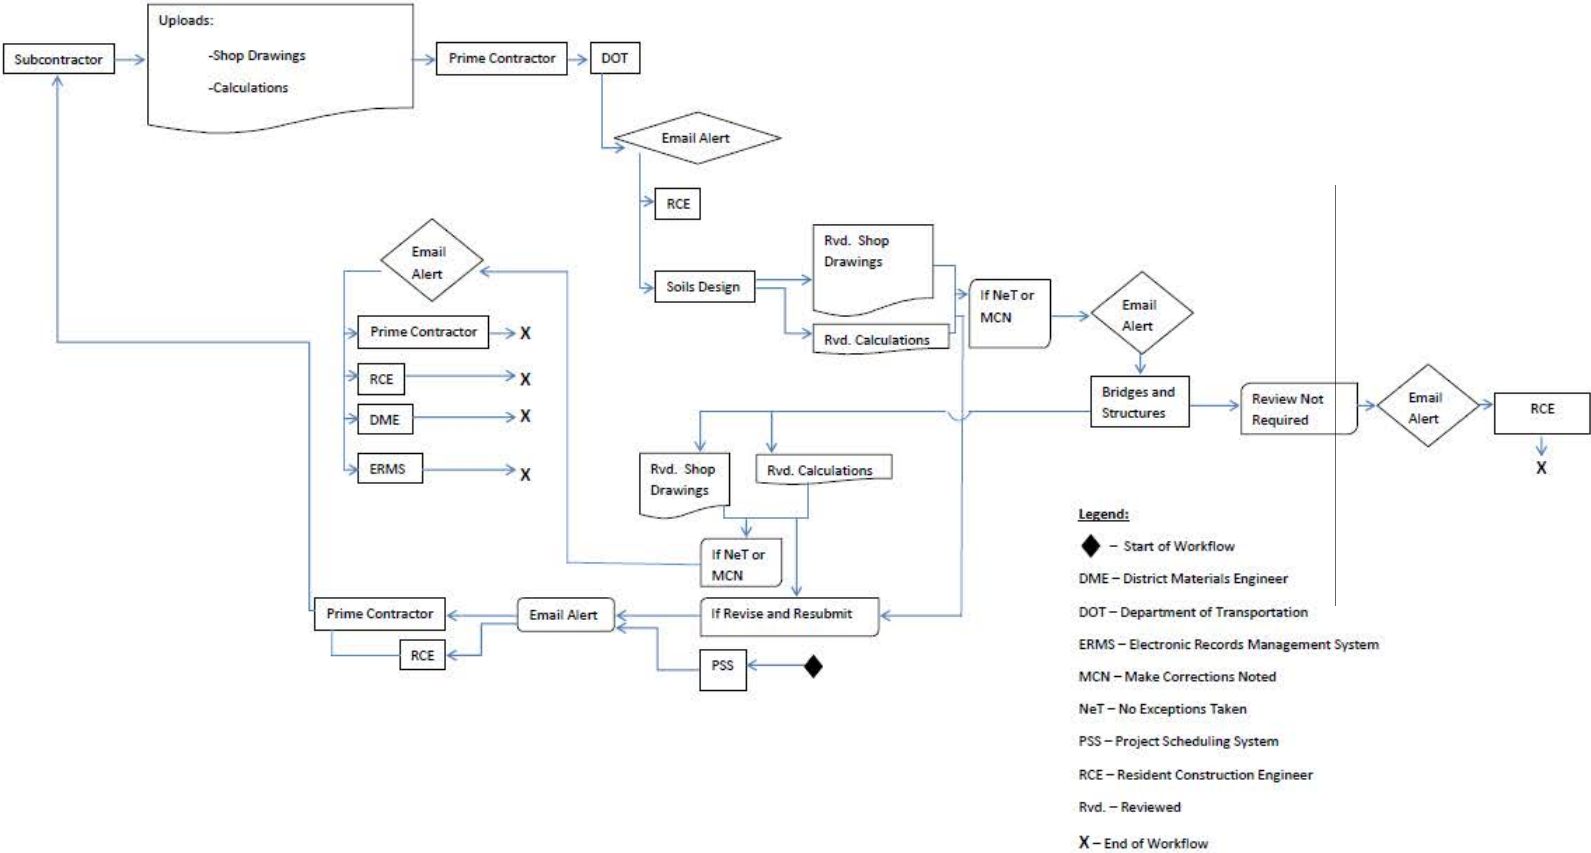 Uploads:
-Shop Drawings
-Calculations
Subcontractor
Prime Contractor
DOT
Email Alert
RCE
Soils Design
Rvd. Shop
Drawings
Rvd. Calculations
If NeT or
MCN
Email
Alert
Bridges and
Structures
Review Not
Required
Email
Alert
RCE
X
Email
Alert
Prime Contractor
X
RCE
X
DME
X
ERMS
X
Rvd. Shop
Drawings
Rvd. Calculations
If NeT or
MCN
If Revise and Resubmit
Email Alert
Prime Contractor
RCE
PSS
Legend:
– Start of Workflow
DME – District Materials Engineer
DOT – Department of Transportation
ERMS – Electronic Records Management System
MCN – Make Corrections Noted
NeT – No Exceptions Taken
PSS – Project Scheduling System
RCE – Resident Construction Engineer
Rvd. – Reviewed
X – End of Workflow